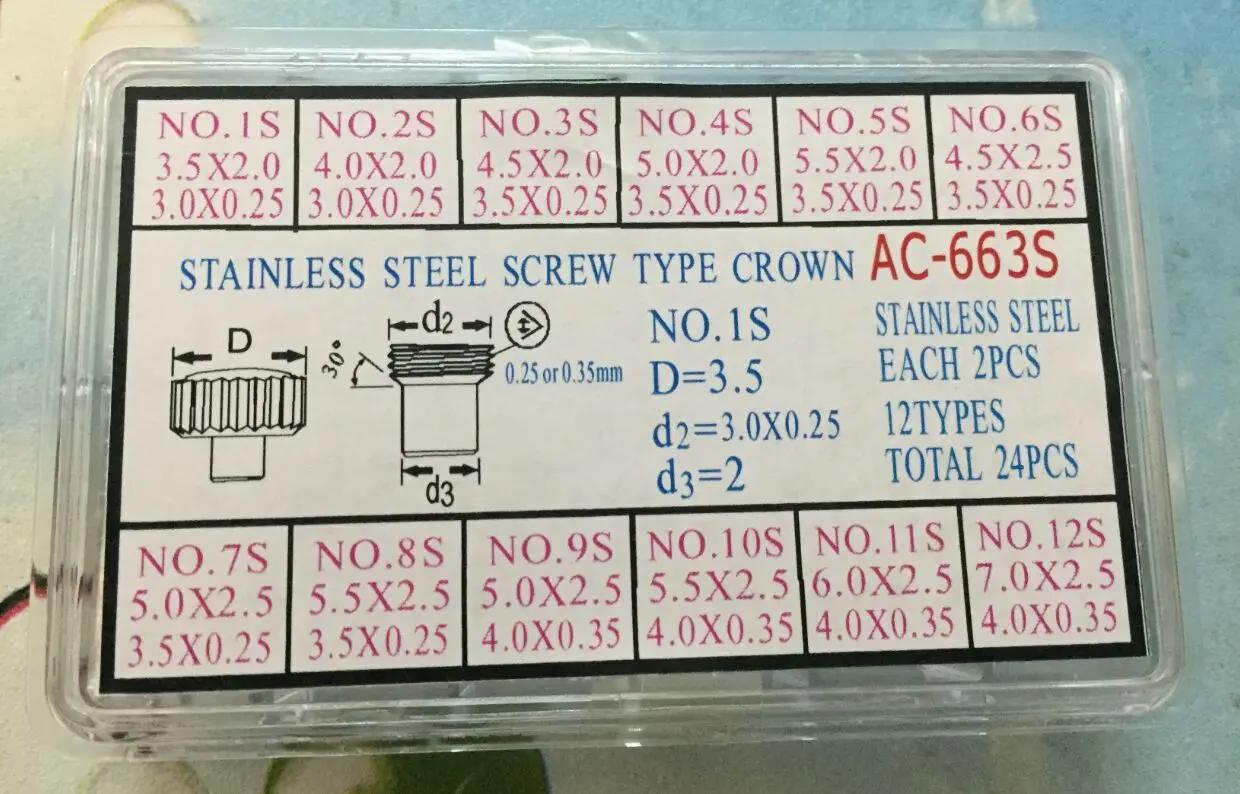 NO.1S
3.5X2.0
3.0X0.25
NO.2S
4.0X2.0
3.0X0.25
NO.3S
4.5X2.0
3.5X0.25
NO.4S
5.0X2.0
3.5X0.25
NO.5S
5.5X2.0
3.5X0.25
NO.6S
4.5X2.5
3.5X0.25
STAINLESS STEEL SCREW TYPE CROWN AC-663S
D
30°
d2
0.25 or 0.35mm
d3
NO.1S
D=3.5
d2=3.0X0.25
d3=2
STAINLESS STEEL
EACH 2PCS
12TYPES
TOTAL 24PCS
NO.7S
5.0X2.5
3.5X0.25
NO.8S
5.5X2.5
3.5X0.25
NO.9S
5.0X2.5
4.0X0.35
NO.10S
5.5X2.5
4.0X0.35
NO.11S
6.0X2.5
4.0X0.35
NO.12S
7.0X2.5
4.0X0.35